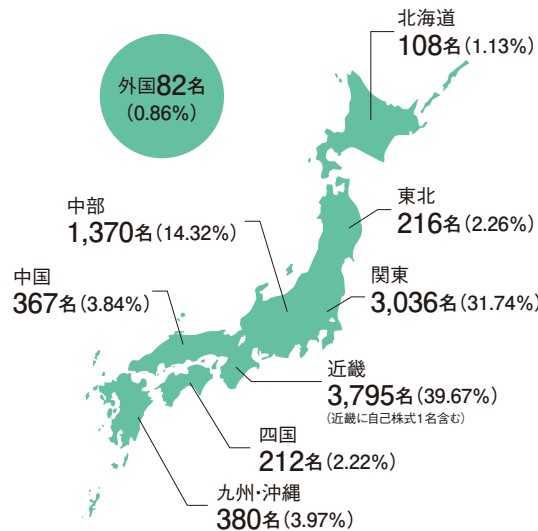 北海道
108名(1.13%)
外国82名
(0.86%)
東北
216名(2.26%)
中部
1,370名(14.32%)
関東
3,036名(31.74%)
中国
367名(3.84%)
近畿
3,795名(39.67%)
(近畿に自己株式1名含む)
四国
212名(2.22%)
九州・沖縄
380名(3.97%)